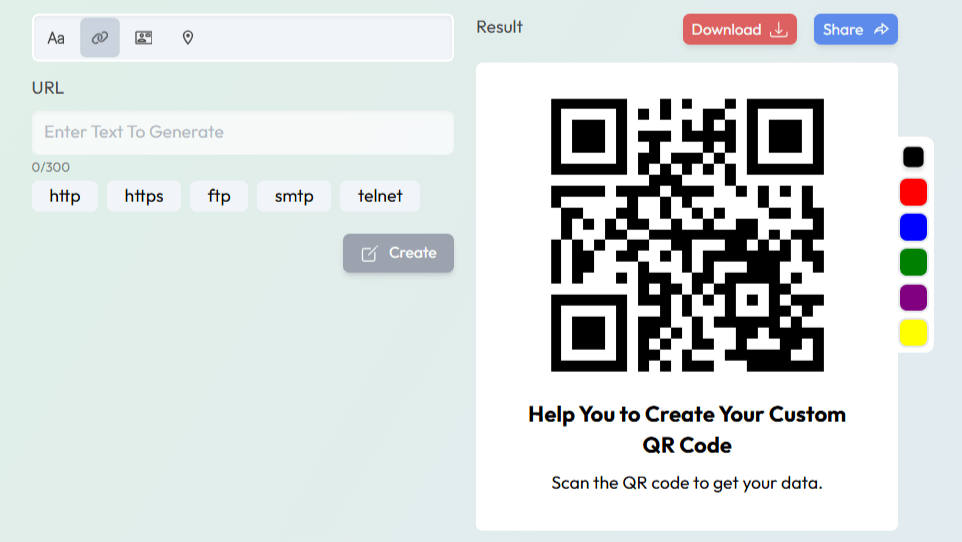 Aa
URL
Enter Text To Generate
0/300
http https ftp smtp telnet
Create
Result
Download
Share
Help You to Create Your Custom
QR Code
Scan the QR code to get your data.